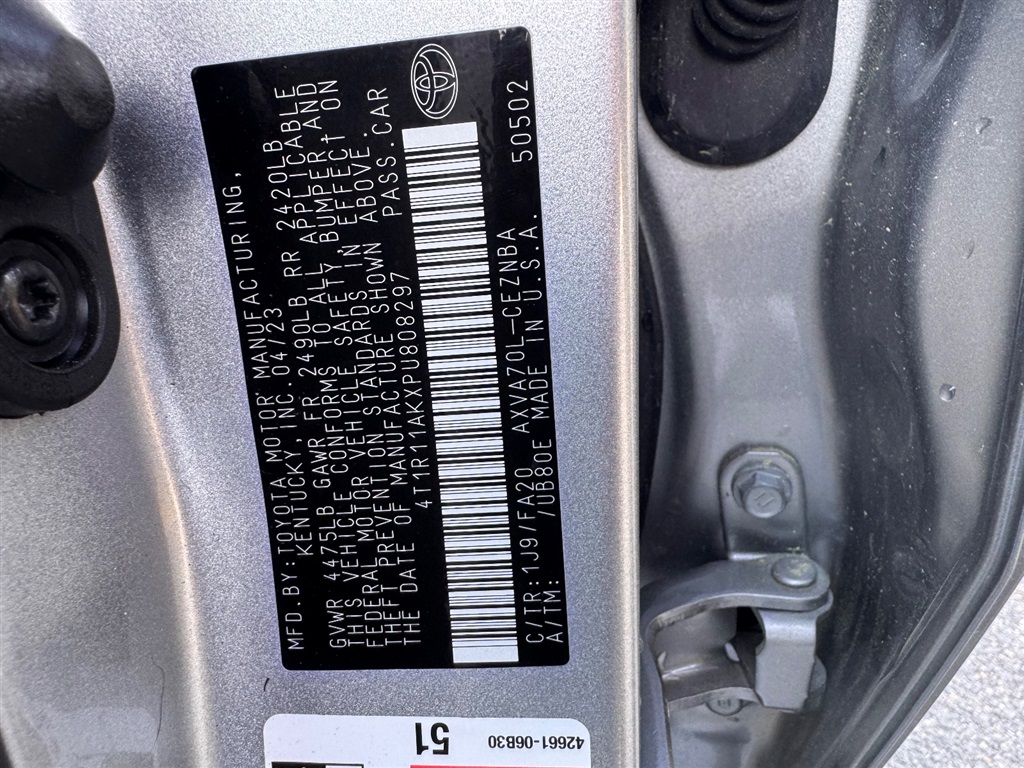 MFD.BY:TOYOTA MOTOR MANUFACTURING,
KENTUCKY, INC.04/23
GVWR 4475LB GAWR FR 2490LB RR 2420LB
THIS VEHICLE CONFORMS TO ALL APPLICABLE
FEDERAL MOTOR VEHICLE SAFETY, BUMPER, AND
THEFT PREVENTION STANDARDS IN EFFECT ON
THE DATE OF MANUFACTURE SHOWN ABOVE.
4T1R11AKXPU808297 PASS.CAR
C/TR:1J9/FA20 AXVA70L-CEZNBA 50502
A/TM: /UB80E MADE IN U.S.A.
51
42661-06B30